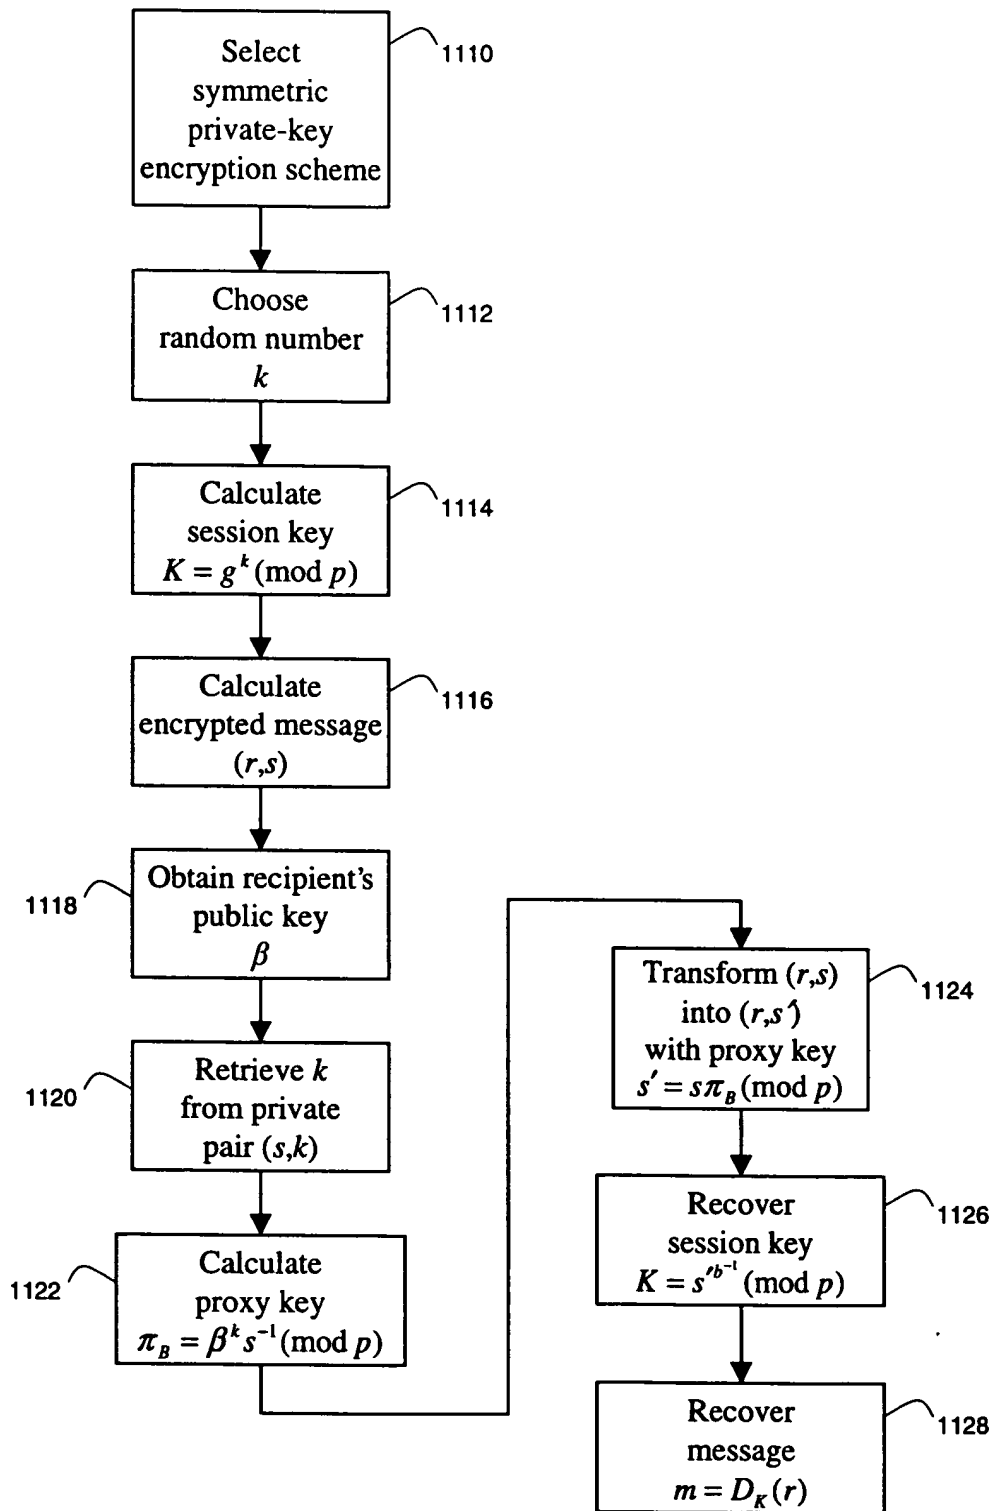 Select
symmetric
private-key
encryption scheme
1110
Choose
random number
k
1112
Calculate
session key
K = g^k (mod p)
1114
Calculate
encrypted message
(r,s)
1116
Obtain recipient's
public key
β
1118
Retrieve k
from private
pair (s,k)
1120
Calculate
proxy key
π_B = β^k s^-1 (mod p)
1122
Transform (r,s)
into (r,s′)
with proxy key
s′ = sπ_B (mod p)
1124
Recover
session key
K = s′^b^-1 (mod p)
1126
Recover
message
m = D_K (r)
1128